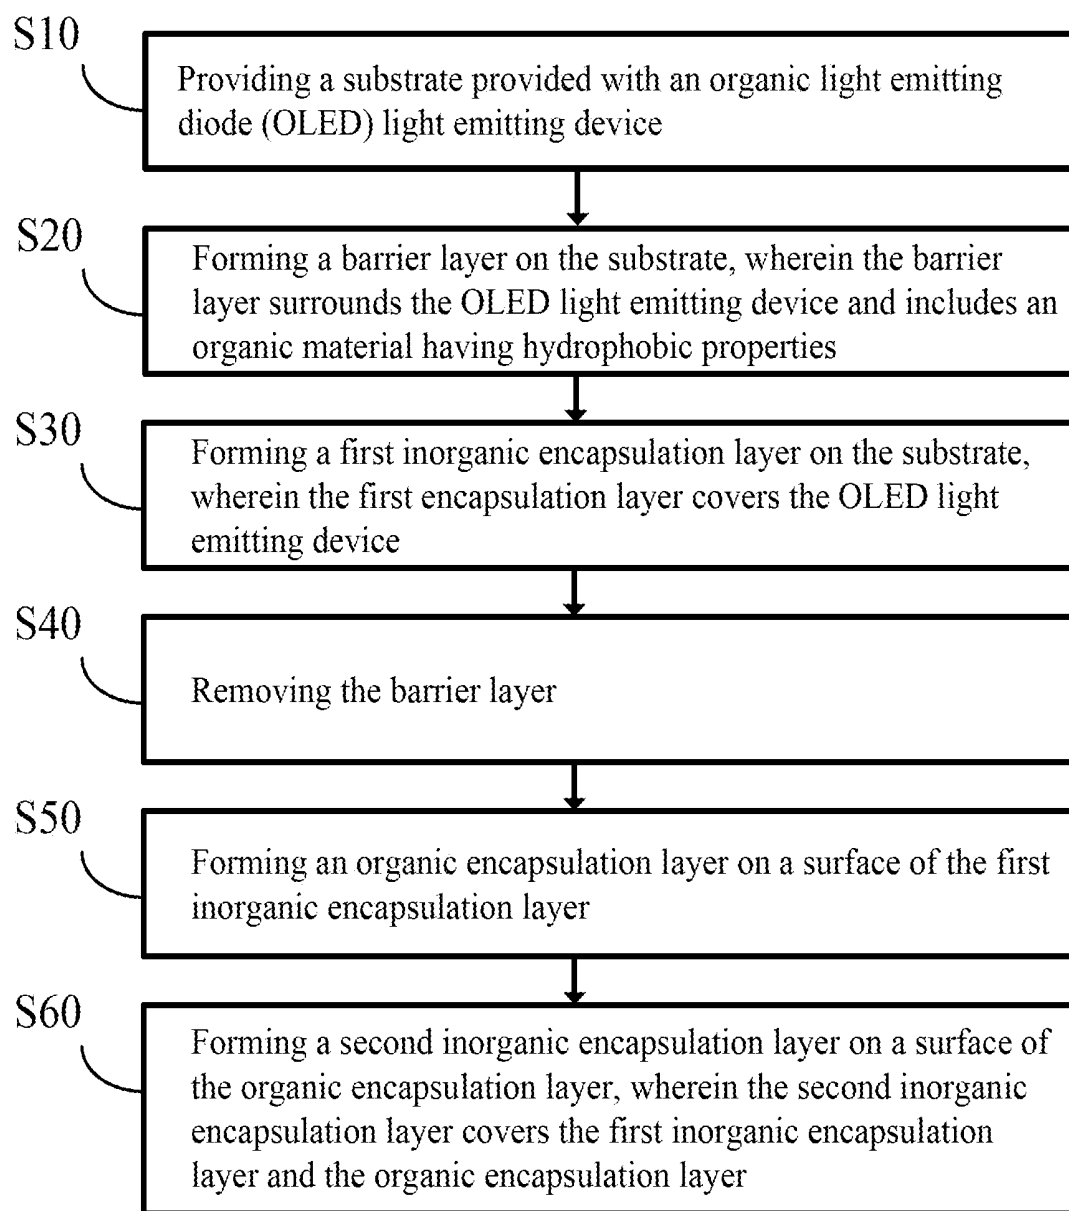 S10
Providing a substrate provided with an organic light emitting
diode (OLED) light emitting device
S20
Forming a barrier layer on the substrate, wherein the barrier
layer surrounds the OLED light emitting device and includes an
organic material having hydrophobic properties
S30
Forming a first inorganic encapsulation layer on the substrate,
wherein the first encapsulation layer covers the OLED light
emitting device
S40
Removing the barrier layer
S50
Forming an organic encapsulation layer on a surface of the first
inorganic encapsulation layer
S60
Forming a second inorganic encapsulation layer on a surface of
the organic encapsulation layer, wherein the second inorganic
encapsulation layer covers the first inorganic encapsulation
layer and the organic encapsulation layer